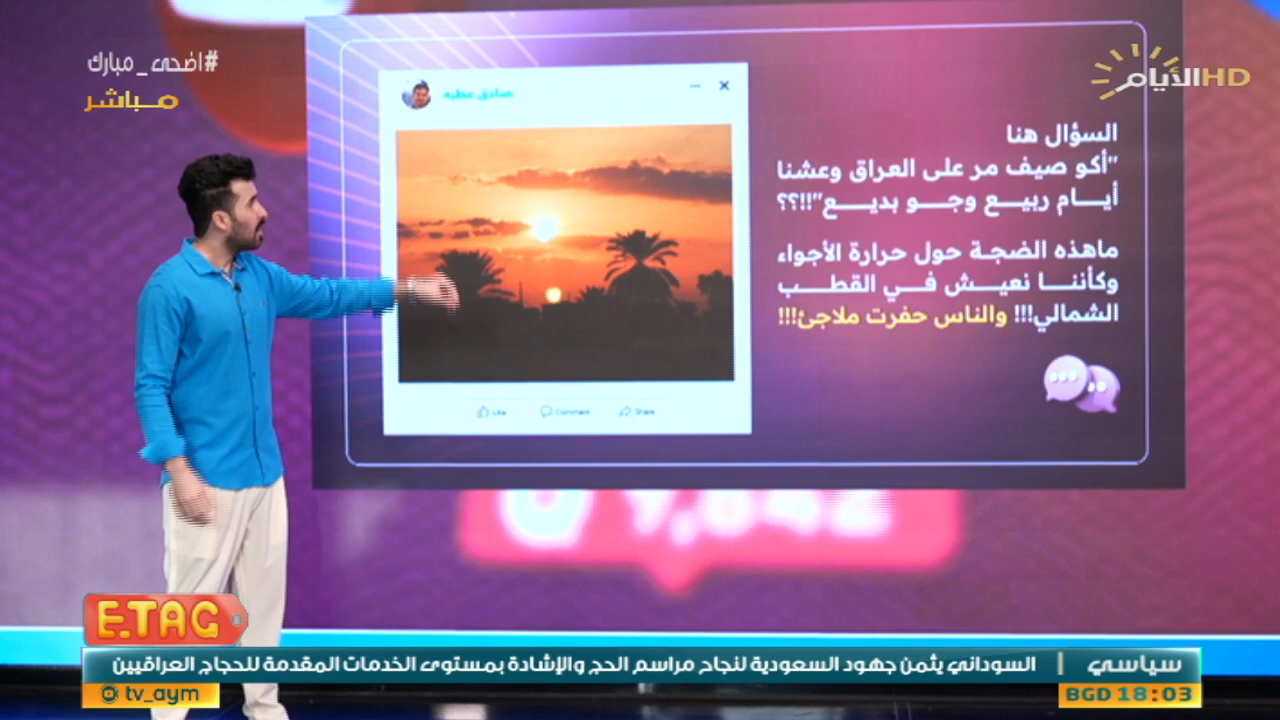 #اضحى_مبارك
مباشر
الأيام HD
صادق عطيه
السؤال هنا
"أكو صيف مر على العراق وعشنا
أيام ربيع وجو بديع"!!؟؟
ماهذه الضجة حول حرارة الأجواء
وكأننا نعيش في القطب
الشمالي!!! والناس حفرت ملاجئ!!!
Like Comment Share
9,842
E.TAG
سياسي | السوداني يثمن جهود السعودية لنجاح مراسم الحج والإشادة بمستوى الخدمات المقدمة للحجاج العراقيين
tv_aym
BGD 18:03